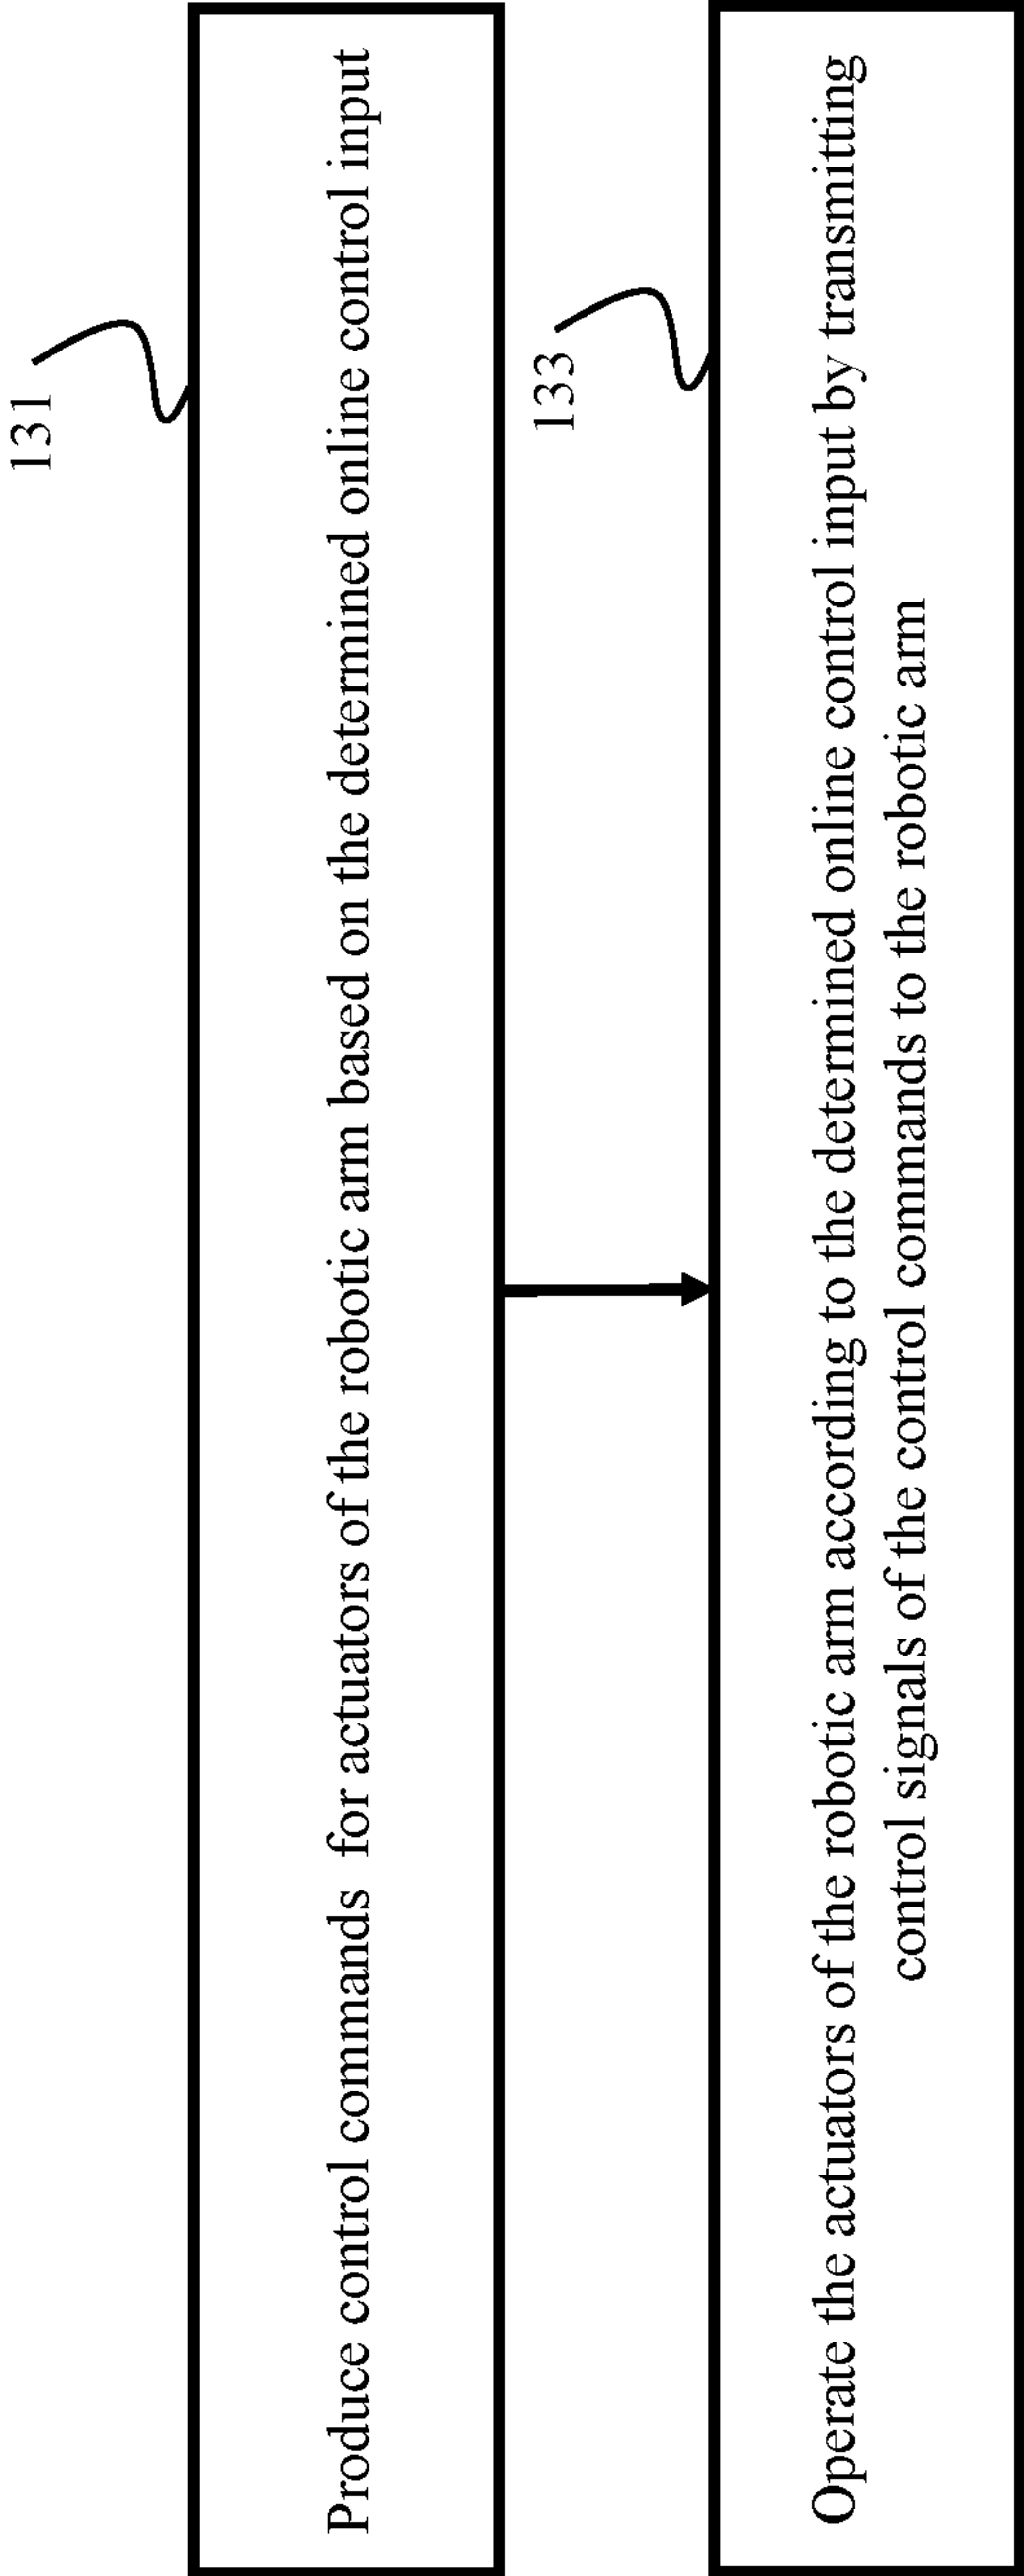 131
Produce control commands for actuators of the robotic arm based on the determined online control input
133
Operate the actuators of the robotic arm according to the determined online control input by transmitting
control signals of the control commands to the robotic arm